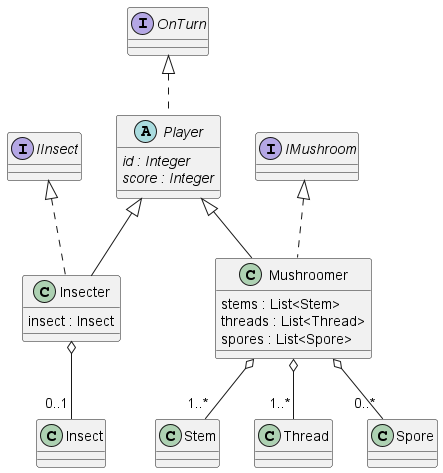 I OnTurn
A Player
id : Integer
score : Integer
I IInsect
I IMushroom
C Insecter
insect : Insect
C Mushroomer
stems : List<Stem>
threads : List<Thread>
spores : List<Spore>
0..1
1..*
1..*
0..*
C Insect
C Stem
C Thread
C Spore